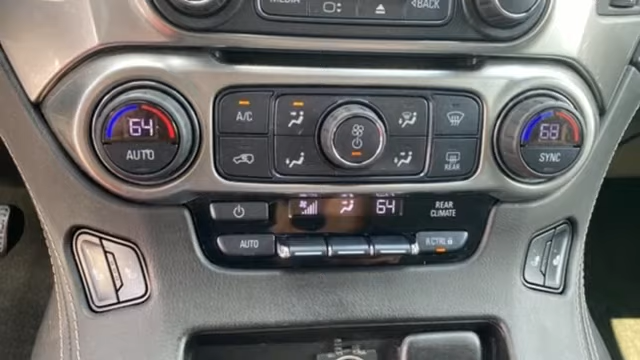 MEDIA
BACK
64
AUTO
A/C
REAR
68
SYNC
64
REAR
CLIMATE
AUTO
R CTRL